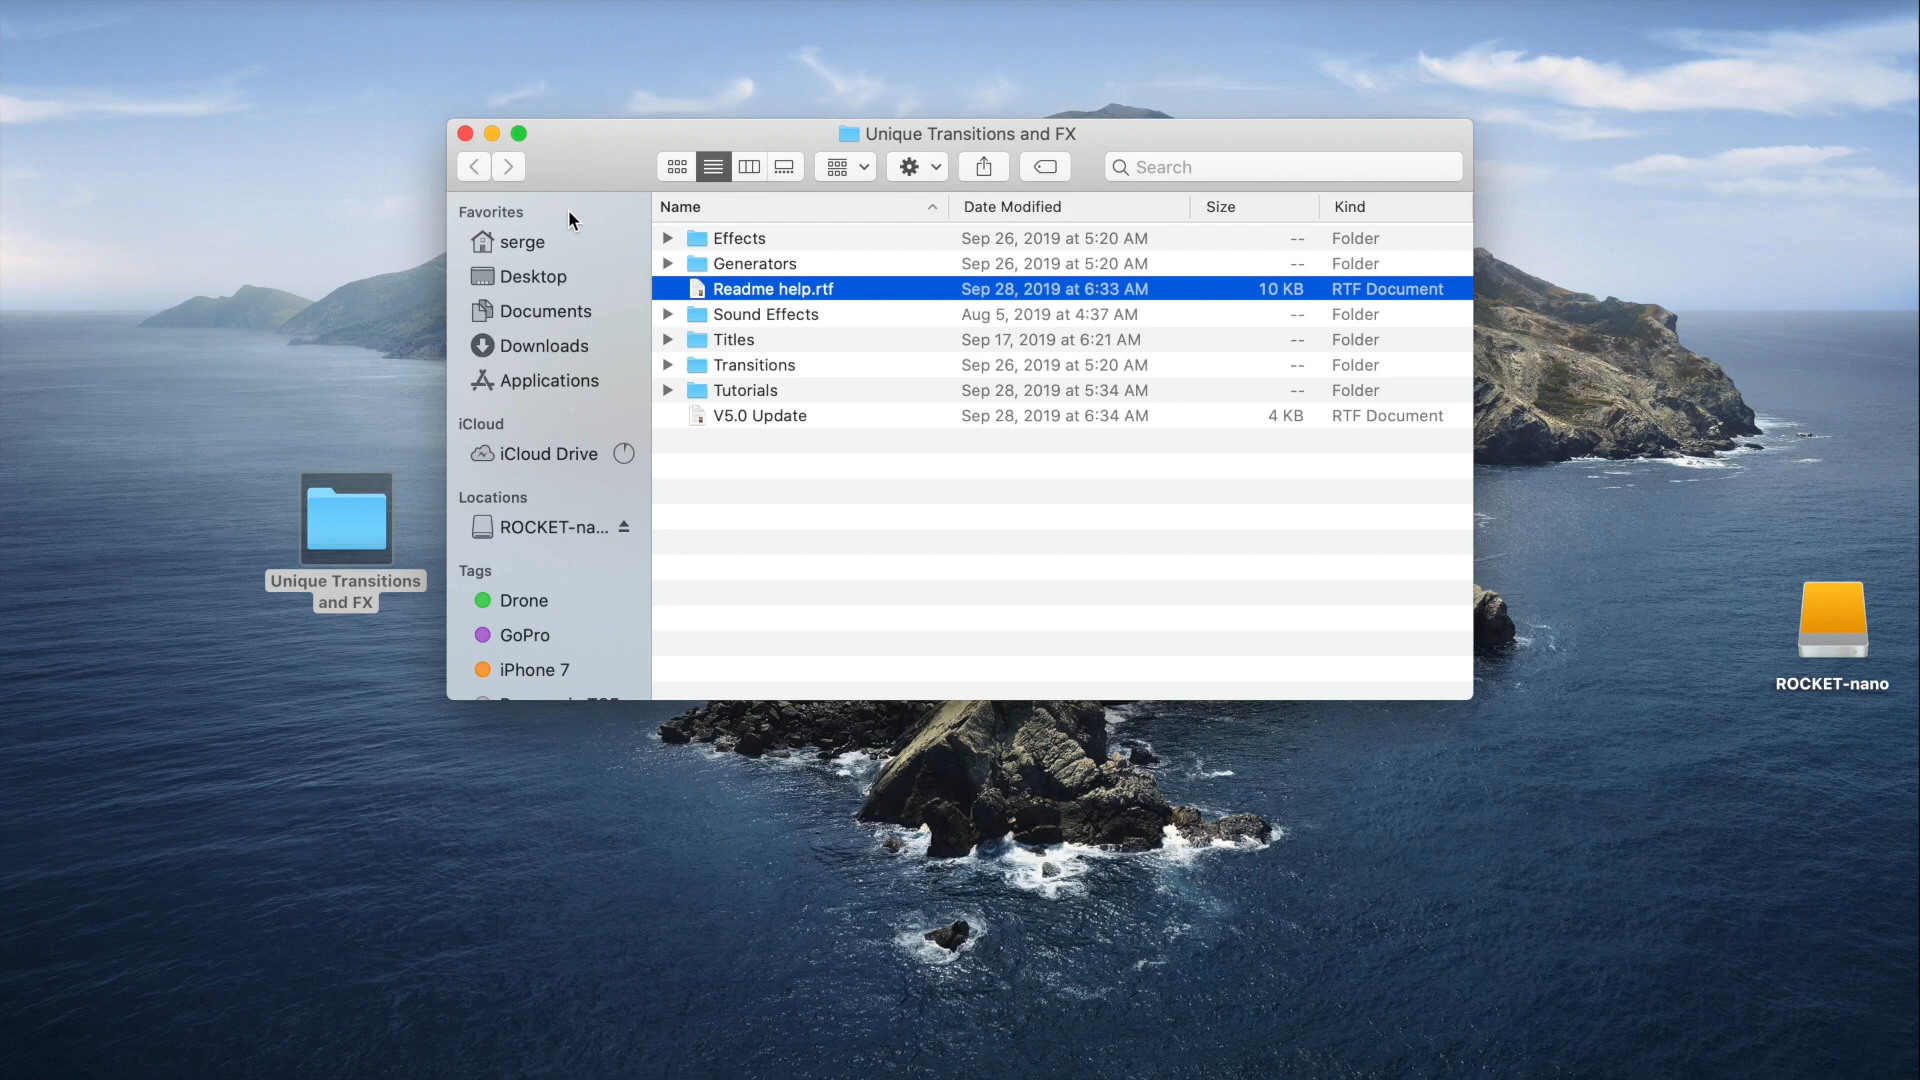 Unique Transitions and FX
Search
Favorites
serge
Desktop
Documents
Downloads
Applications
iCloud
iCloud Drive
Locations
ROCKET-na...
Tags
Drone
GoPro
iPhone 7
Name Date Modified Size Kind
Effects Sep 26, 2019 at 5:20 AM -- Folder
Generators Sep 26, 2019 at 5:20 AM -- Folder
Readme help.rtf Sep 28, 2019 at 6:33 AM 10 KB RTF Document
Sound Effects Aug 5, 2019 at 4:37 AM -- Folder
Titles Sep 17, 2019 at 6:21 AM -- Folder
Transitions Sep 26, 2019 at 5:20 AM -- Folder
Tutorials Sep 28, 2019 at 5:34 AM -- Folder
V5.0 Update Sep 28, 2019 at 6:34 AM 4 KB RTF Document
Unique Transitions
and FX
ROCKET-nano